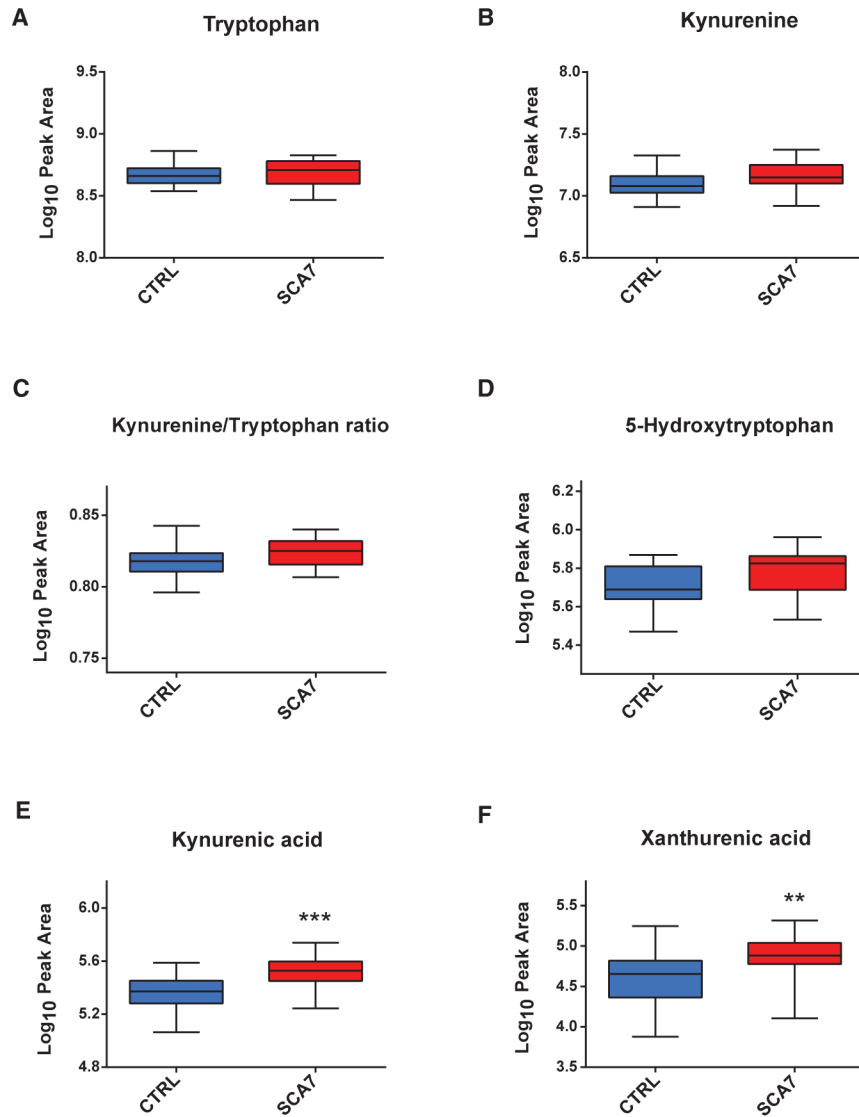 A
Tryptophan
Log10 Peak Area
9.5
9.0
8.5
8.0
CTRL
SCA7
B
Kynurenine
Log10 Peak Area
8.0
7.5
7.0
6.5
CTRL
SCA7
C
Kynurenine/Tryptophan ratio
Log10 Peak Area
0.85
0.80
0.75
CTRL
SCA7
D
5-Hydroxytryptophan
Log10 Peak Area
6.2
6.0
5.8
5.6
5.4
CTRL
SCA7
E
Kynurenic acid
Log10 Peak Area
6.0
5.6
5.2
4.8
***
CTRL
SCA7
F
Xanthurenic acid
Log10 Peak Area
5.5
5.0
4.5
4.0
3.5
**
CTRL
SCA7